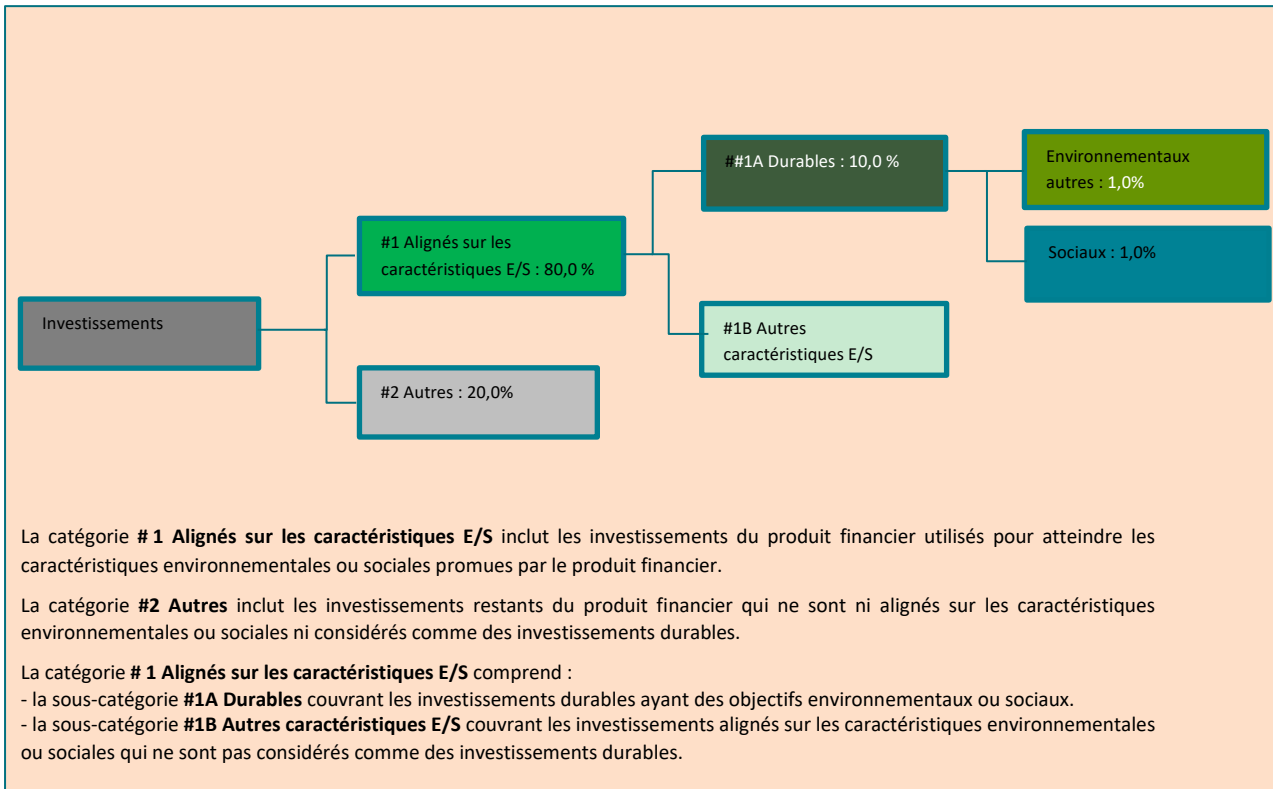 ##1A Durables : 10,0 %
Environnementaux
autres : 1,0%
#1 Alignés sur les
caractéristiques E/S : 80,0 %
Sociaux : 1,0%
Investissements
#1B Autres
caractéristiques E/S
#2 Autres : 20,0%
La catégorie # 1 Alignés sur les caractéristiques E/S inclut les investissements du produit financier utilisés pour atteindre les
caractéristiques environnementales ou sociales promues par le produit financier.
La catégorie #2 Autres inclut les investissements restants du produit financier qui ne sont ni alignés sur les caractéristiques
environnementales ou sociales ni considérés comme des investissements durables.
La catégorie # 1 Alignés sur les caractéristiques E/S comprend :
- la sous-catégorie #1A Durables couvrant les investissements durables ayant des objectifs environnementaux ou sociaux.
- la sous-catégorie #1B Autres caractéristiques E/S couvrant les investissements alignés sur les caractéristiques environnementales
ou sociales qui ne sont pas considérés comme des investissements durables.